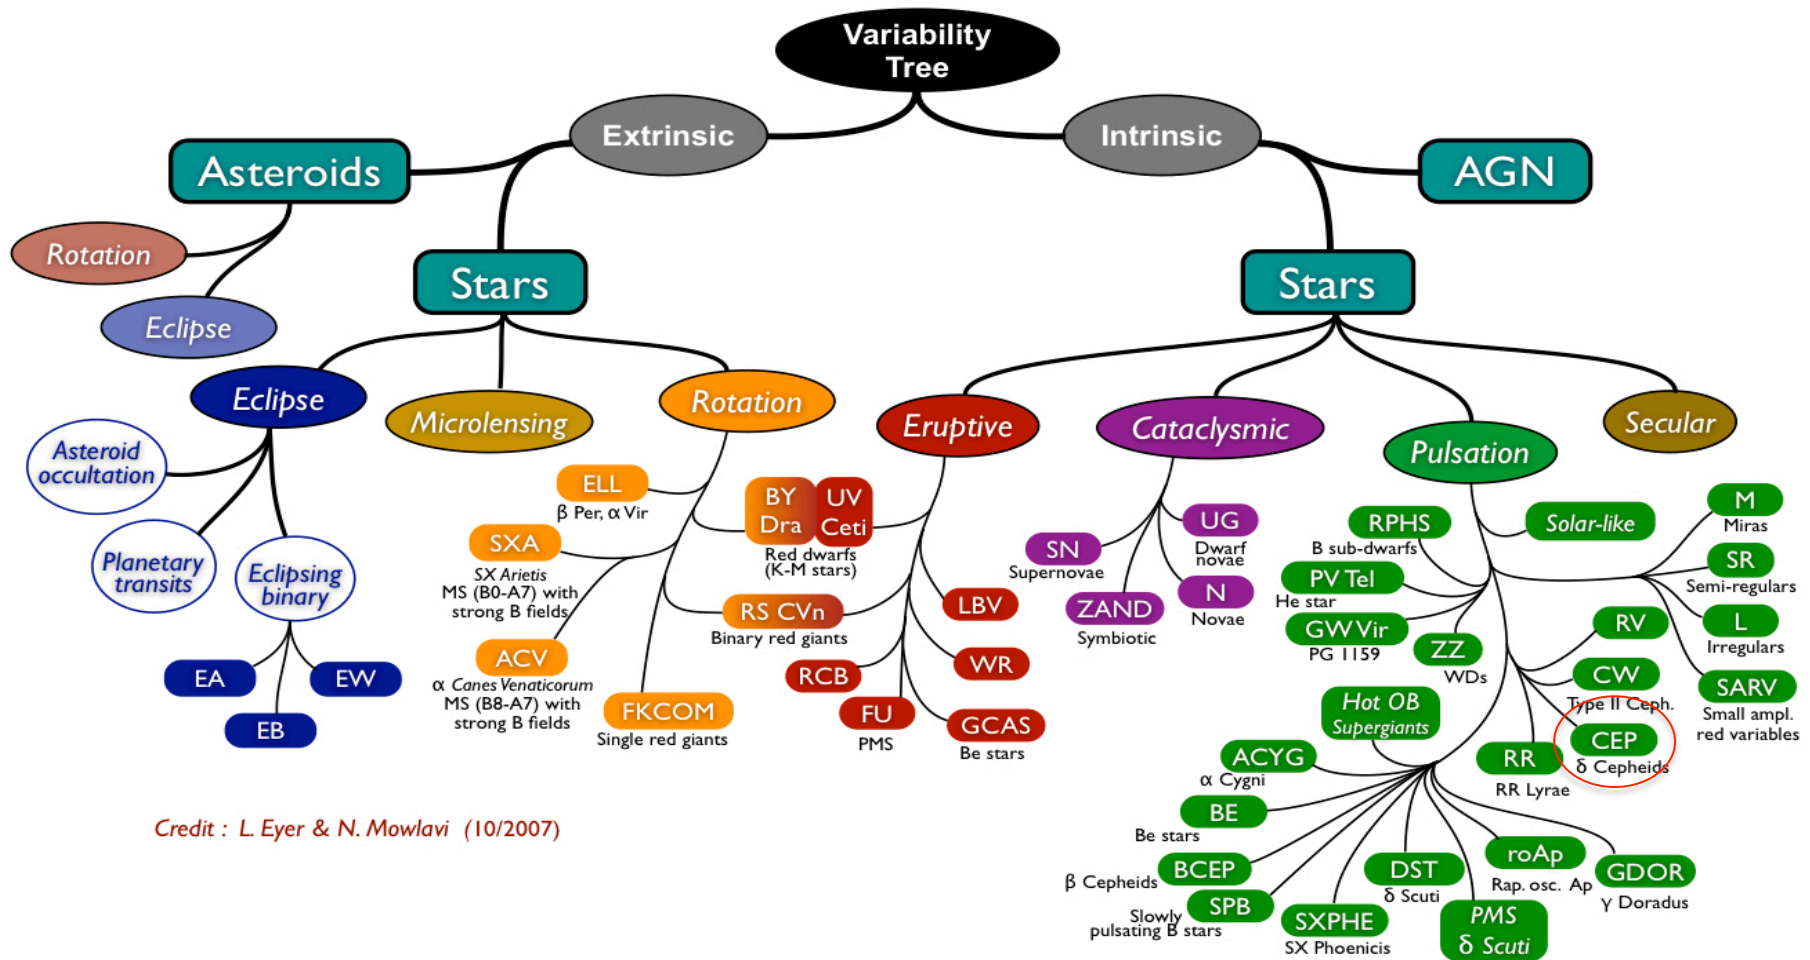 Variability
Tree
Extrinsic
Intrinsic
Asteroids
AGN
Rotation
Eclipse
Stars
Stars
Eclipse
Microlensing
Rotation
Eruptive
Cataclysmic
Pulsation
Secular
Asteroid
occultation
Planetary
transits
Eclipsing
binary
EA
EB
EW
ELL
β Per, α Vir
SXA
SX Arietis
MS (B0-A7) with
strong B fields
ACV
α Canes Venaticorum
MS (B8-A7) with
strong B fields
BY
Dra
UV
Ceti
Red dwarfs
(K-M stars)
RS CVn
Binary red giants
FKCOM
Single red giants
LBV
WR
RCB
FU
PMS
GCAS
Be stars
SN
Supernovae
UG
Dwarf
novae
ZAND
Symbiotic
N
Novae
RPHS
B sub-dwarfs
PV Tel
He star
GW Vir
PG 1159
ZZ
WDs
Solar-like
M
Miras
SR
Semi-regulars
L
Irregulars
SARV
Small ampl.
red variables
RV
CW
Type II Ceph.
CEP
δ Cepheids
RR
RR Lyrae
Hot OB
Supergiants
ACYG
α Cygni
BE
Be stars
BCEP
β Cepheids
SPB
Slowly
pulsating B stars
SXPHE
SX Phoenicis
DST
δ Scuti
PMS
δ Scuti
roAp
Rap. osc. Ap
GDOR
γ Doradus
Credit : L. Eyer & N. Mowlavi (10/2007)